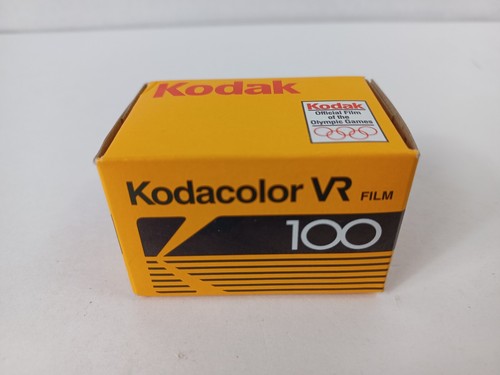 Kodak
Kodak
Official Film
of the
Olympic Games
Kodacolor VR FILM
100